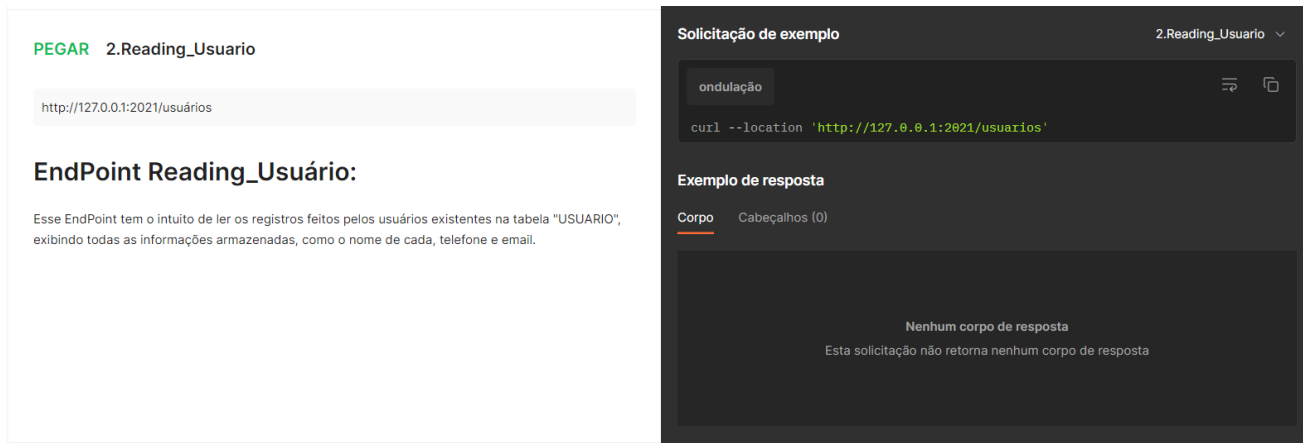 PEGAR 2.Reading_Usuario
http://127.0.0.1:2021/usuários
EndPoint Reading_Usuário:
Esse EndPoint tem o intuito de ler os registros feitos pelos usuários existentes na tabela "USUARIO",
exibindo todas as informações armazenadas, como o nome de cada, telefone e email.
Solicitação de exemplo
2.Reading_Usuario
ondulação
curl --location 'http://127.0.0.1:2021/usuarios'
Exemplo de resposta
Corpo Cabeçalhos (0)
Nenhum corpo de resposta
Esta solicitação não retorna nenhum corpo de resposta